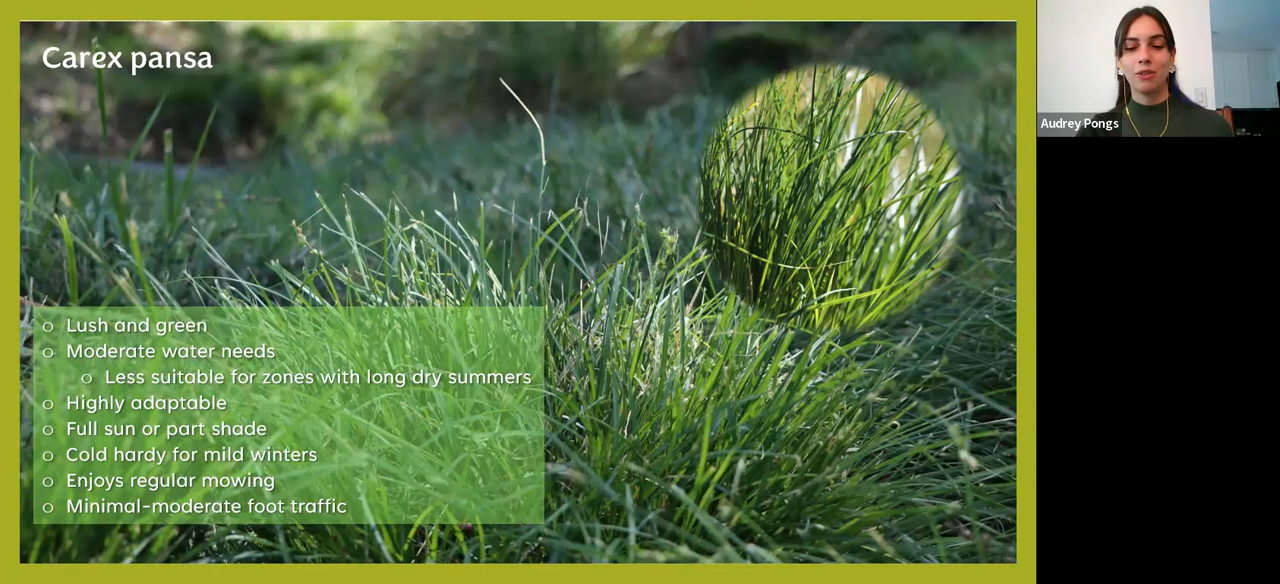 Carex pansa
Audrey Pongs
o Lush and green
o Moderate water needs
o Less suitable for zones with long dry summers
o Highly adaptable
o Full sun or part shade
o Cold hardy for mild winters
o Enjoys regular mowing
o Minimal-moderate foot traffic